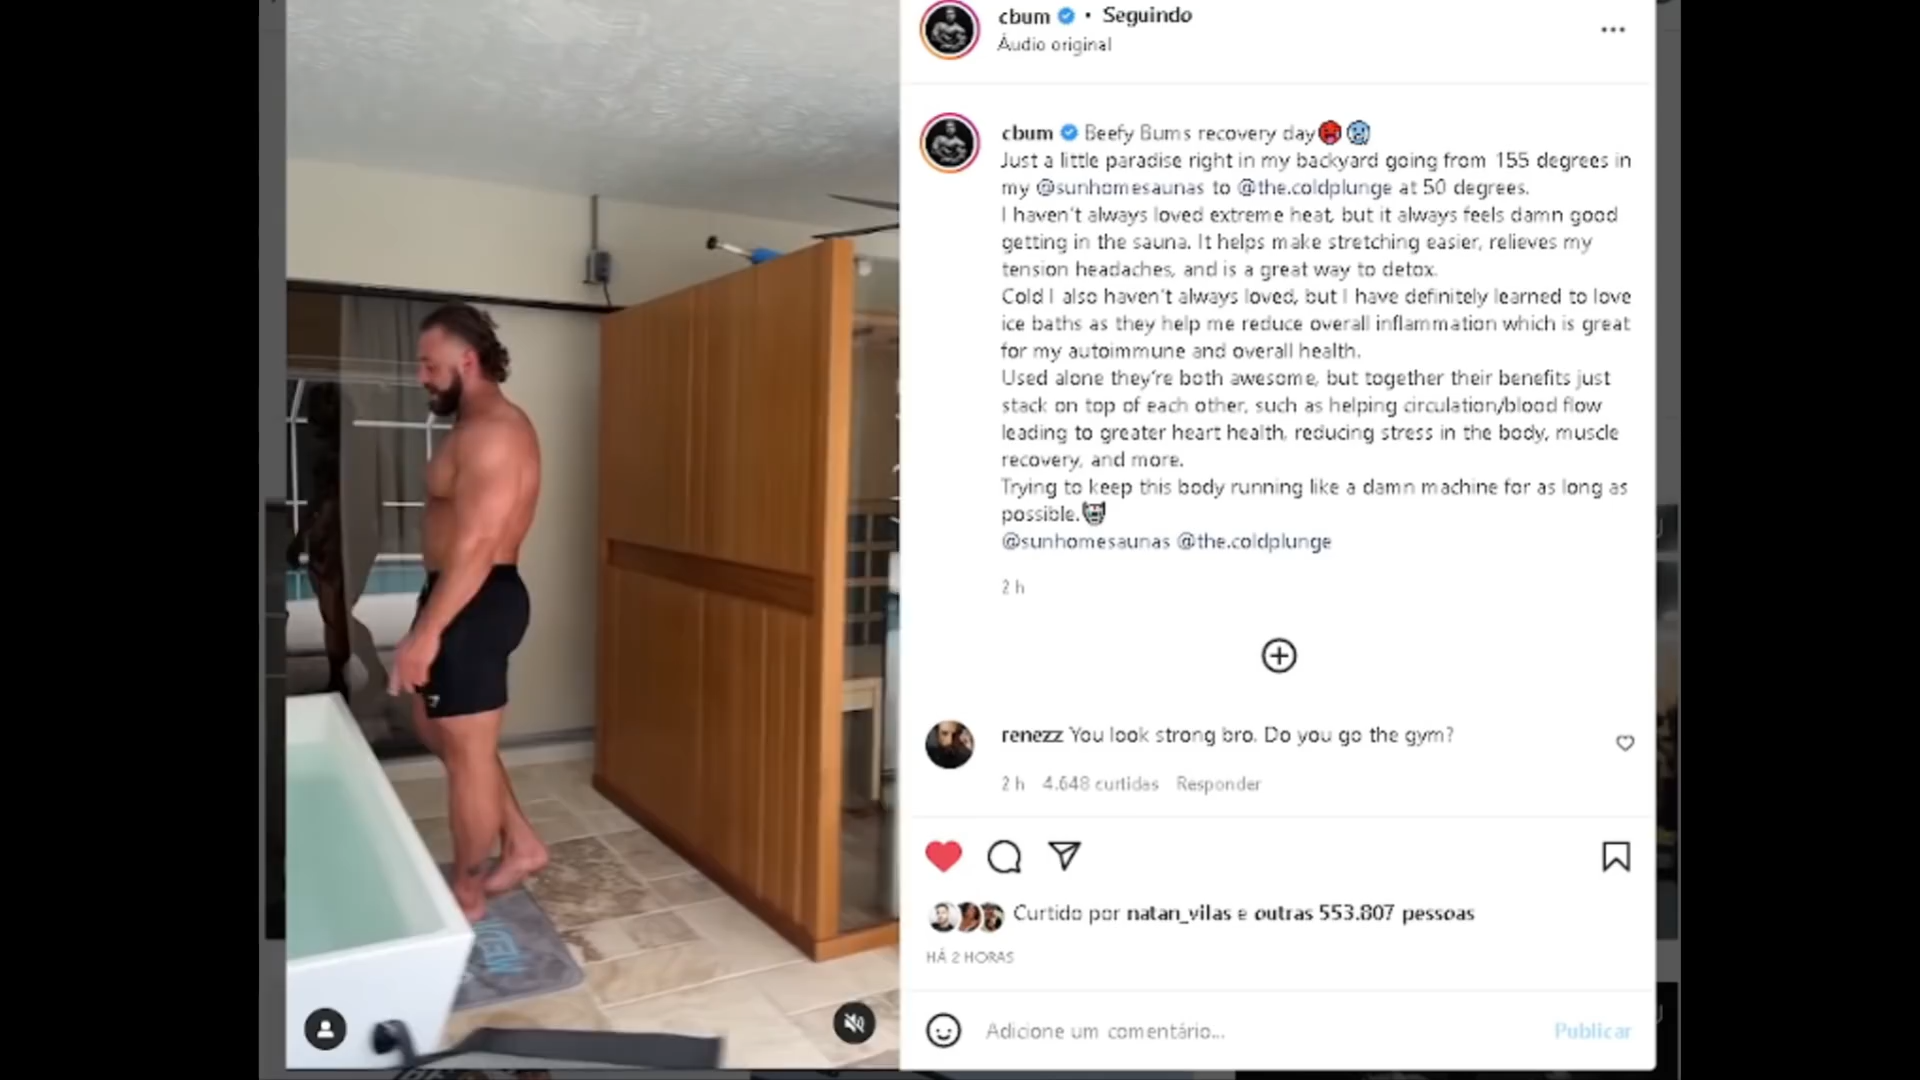 cbum • Seguindo
Áudio original
cbum Beefy Bums recovery day🥵🥶
Just a little paradise right in my backyard going from 155 degrees in
my @sunhomesaunas to @the.coldplunge at 50 degrees.
I haven't always loved extreme heat, but it always feels damn good
getting in the sauna. It helps make stretching easier, relieves my
tension headaches, and is a great way to detox.
Cold I also haven't always loved, but I have definitely learned to love
ice baths as they help me reduce overall inflammation which is great
for my autoimmune and overall health.
Used alone they're both awesome, but together their benefits just
stack on top of each other, such as helping circulation/blood flow
leading to greater heart health, reducing stress in the body, muscle
recovery, and more.
Trying to keep this body running like a damn machine for as long as
possible.🤖
@sunhomesaunas @the.coldplunge
2 h
renezz You look strong bro. Do you go the gym?
2 h 4.648 curtidas Responder
Curtido por natan_vilas e outras 553.807 pessoas
HÁ 2 HORAS
Adicione um comentário... Publicar